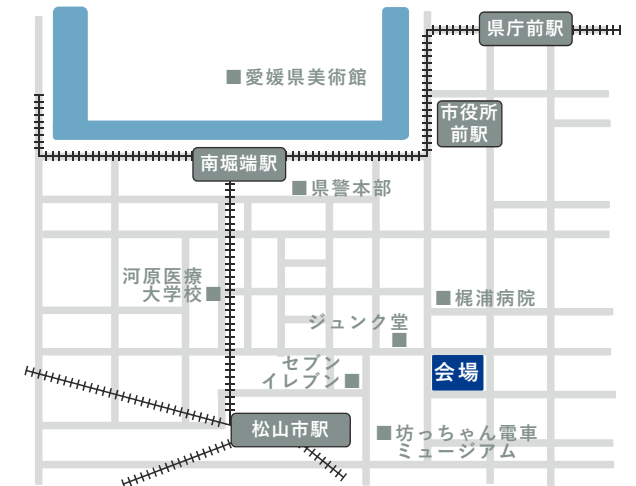 県庁前駅
■愛媛県美術館
市役所
前駅
南堀端駅
■県警本部
河原医療
大学校■
■梶浦病院
ジュンク堂
■
セブン
イレブン■
会場
松山市駅
■坊っちゃん電車
ミュージアム